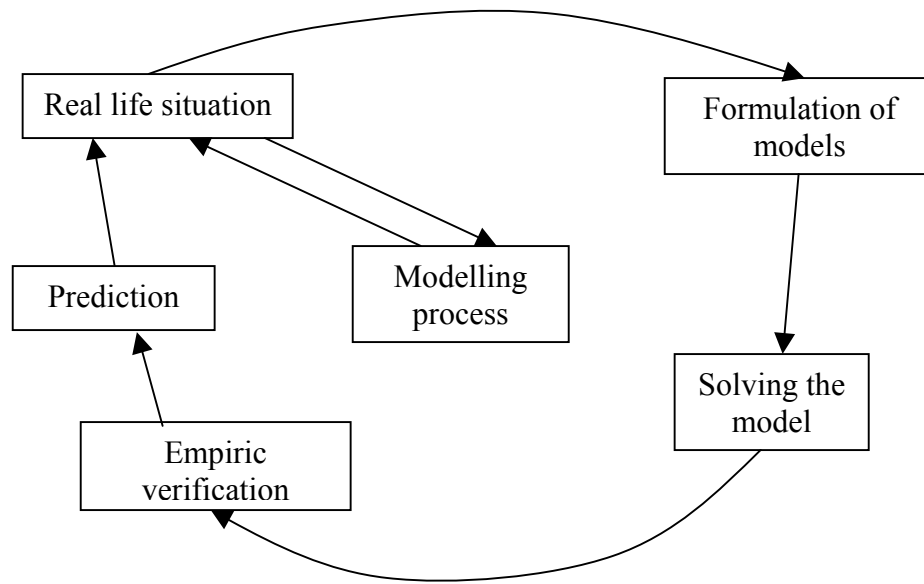 Real life situation
Formulation of
models
Modelling
process
Prediction
Solving the
model
Empiric
verification